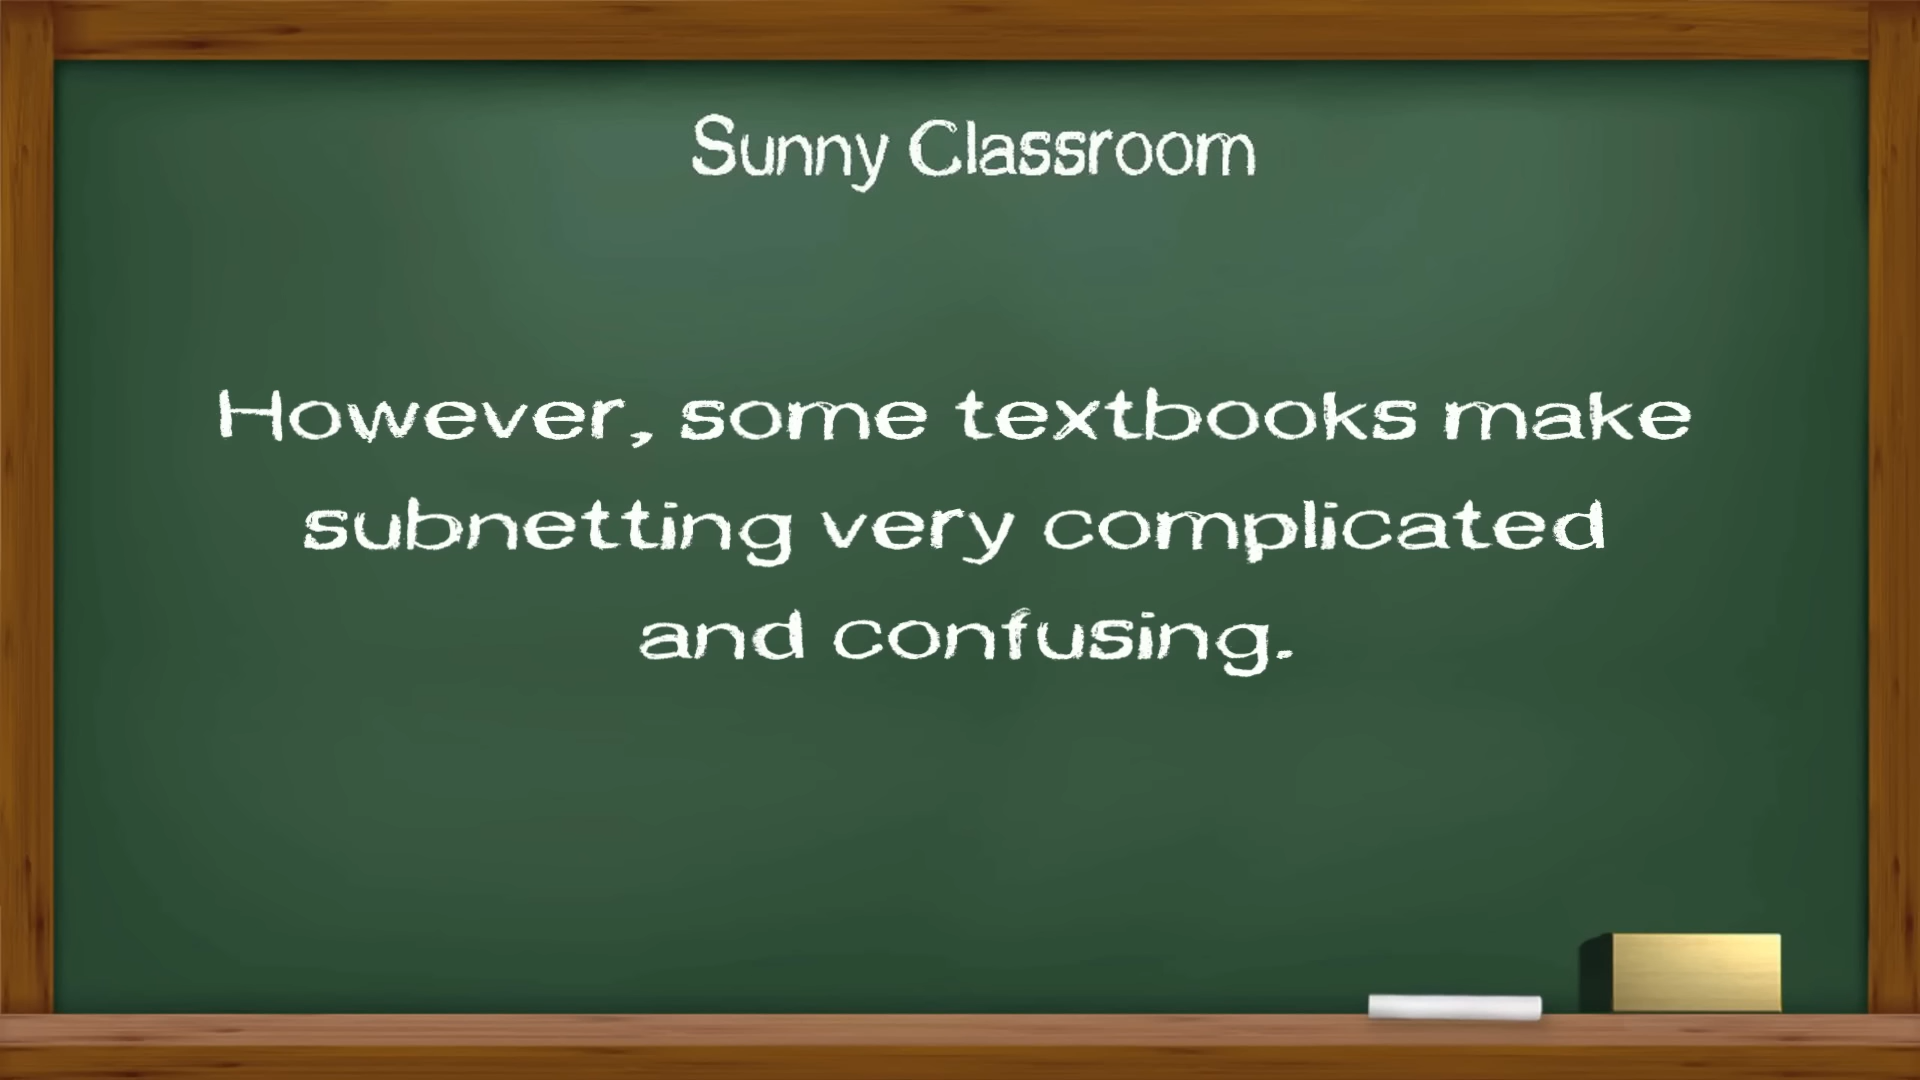 Sunny Classroom
However, some textbooks make
subnetting very complicated
and confusing.